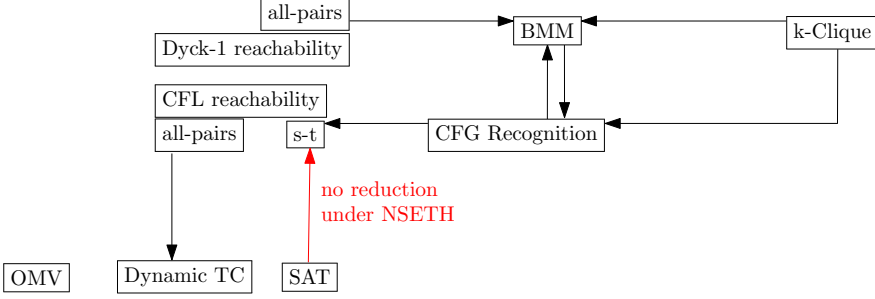 all-pairs
BMM
k-Clique
Dyck-1 reachability
CFL reachability
all-pairs
s-t
CFG Recognition
no reduction
under NSETH
OMV
Dynamic TC
SAT